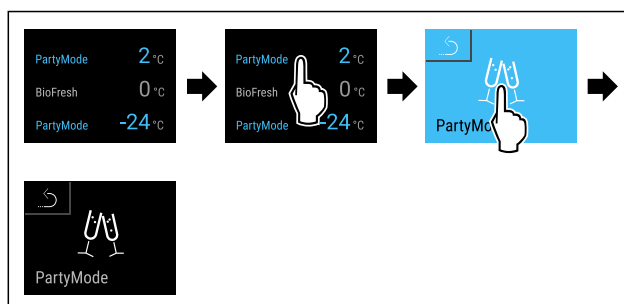 PartyMode 2 °C
BioFresh 0 °C
PartyMode -24 °C
PartyMode 2 °C
BioFresh 0 °C
PartyMode -24 °C
PartyMo
PartyMode